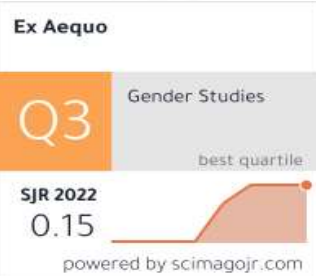 Ex Aequo
Q3
Gender Studies
best quartile
SJR 2022
0.15
powered by scimagojr.com